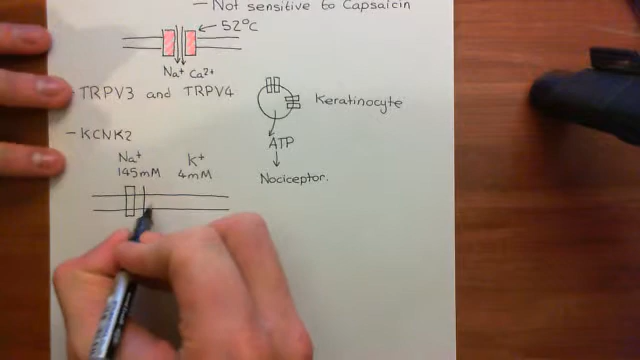 - Not sensitive to Capsaicin
52°C
Na⁺ Ca²⁺
- TRPV3 and TRPV4
Keratinocyte
ATP
Nociceptor.
- KCNK2
Na⁺ K⁺
145mM 4mM